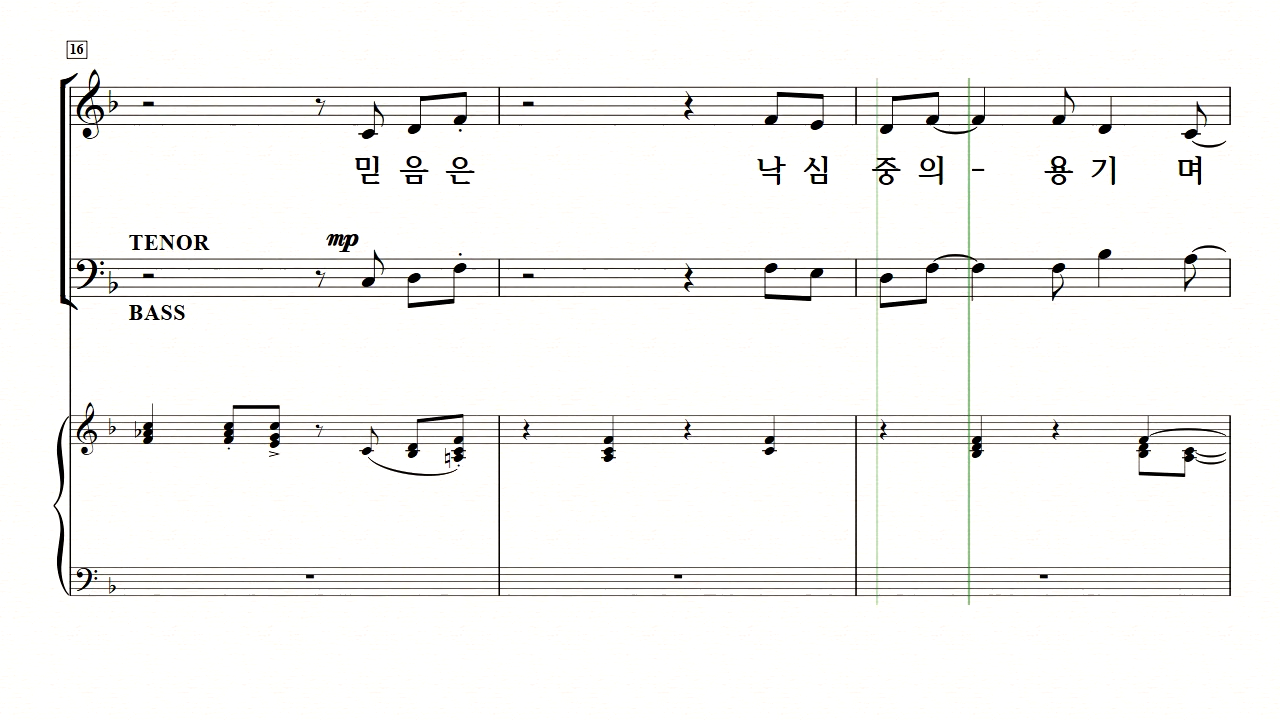 16
믿 음 은 낙 심 중 의 - 용 기 며
TENOR
mp
BASS